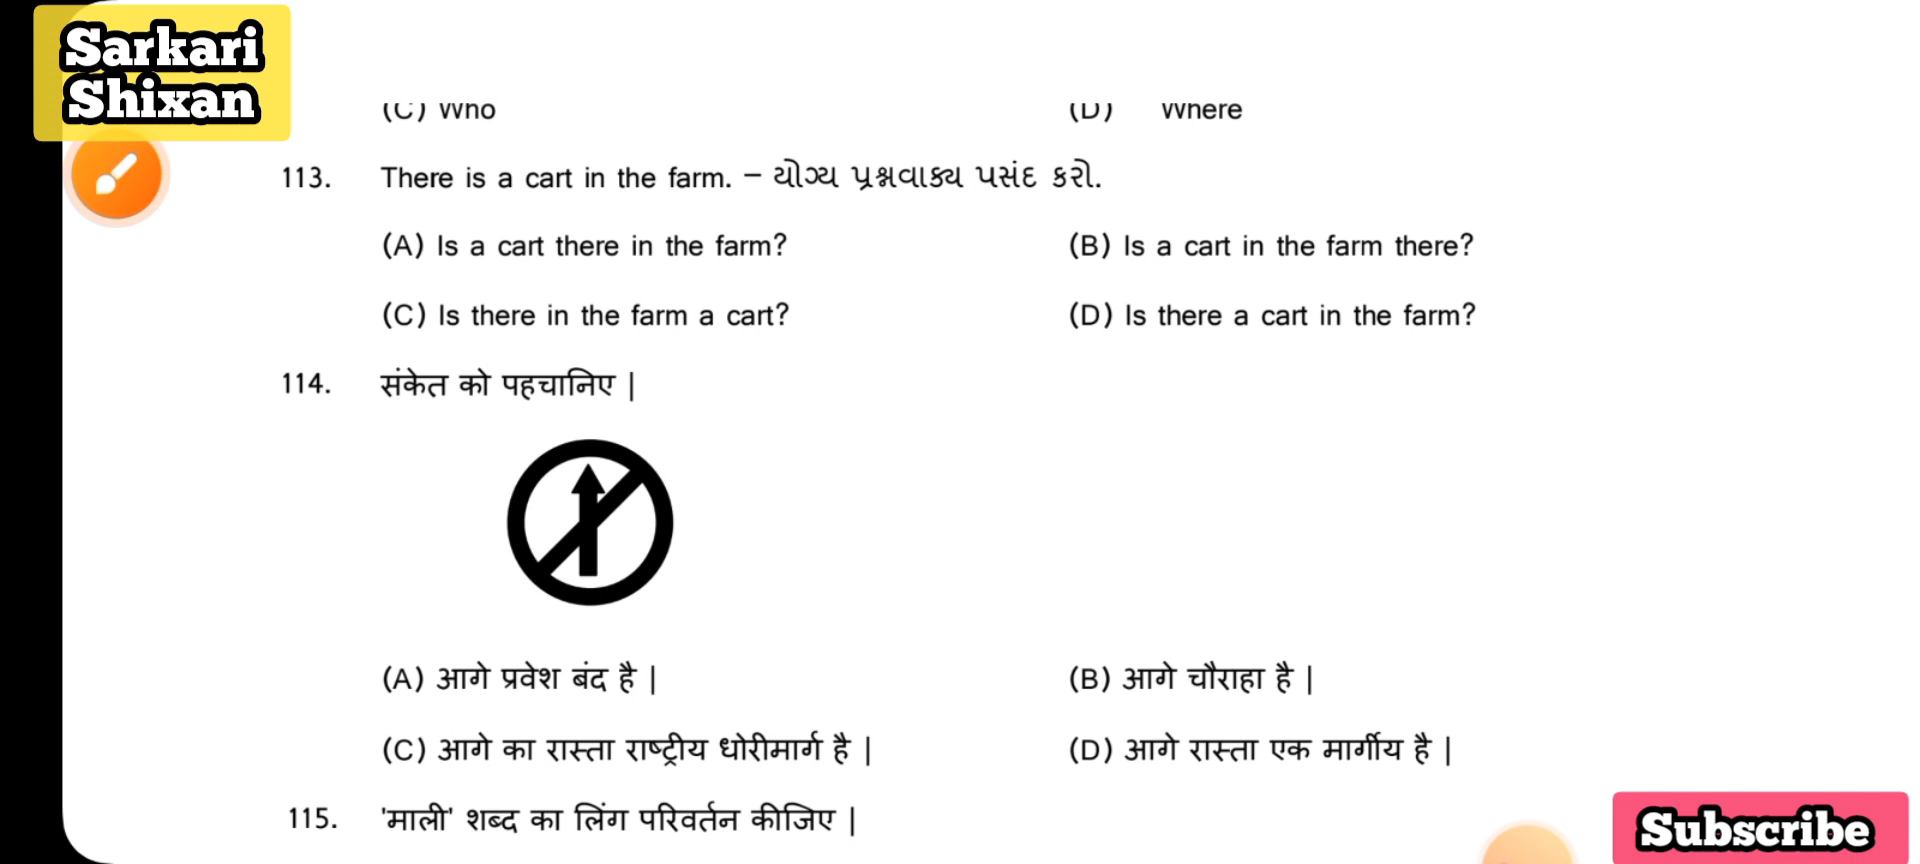 Sarkari
Shixan
(C) Who (D) Where
113. There is a cart in the farm. – યોગ્ય પ્રશ્નવાક્ય પસંદ કરો.
(A) Is a cart there in the farm? (B) Is a cart in the farm there?
(C) Is there in the farm a cart? (D) Is there a cart in the farm?
114. संकेत को पहचानिए |
(A) आगे प्रवेश बंद है | (B) आगे चौराहा है |
(C) आगे का रास्ता राष्ट्रीय धोरीमार्ग है | (D) आगे रास्ता एक मार्गीय है |
115. 'माली' शब्द का लिंग परिवर्तन कीजिए |
Subscribe